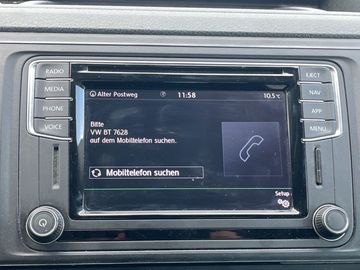 RADIO
MEDIA
PHONE
VOICE
Alter Postweg
11:58
10.5°C
Bitte
VW BT 7628
auf dem Mobiltelefon suchen.
Mobiltelefon suchen
Setup
EJECT
NAV
APP
MENU